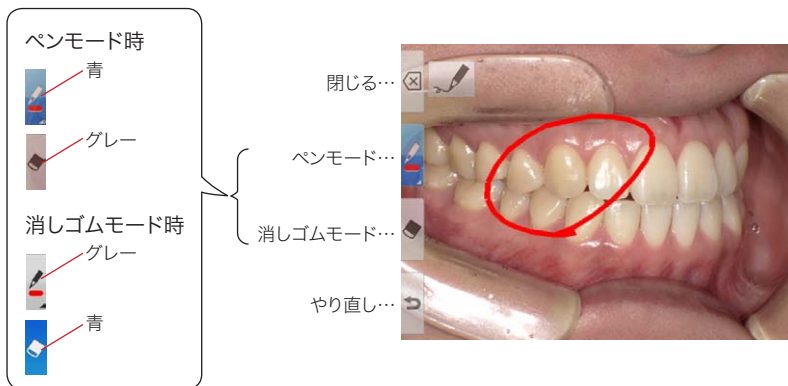 ペンモード時
青
グレー
消しゴムモード時
グレー
青
閉じる…
ペンモード…
消しゴムモード…
やり直し…